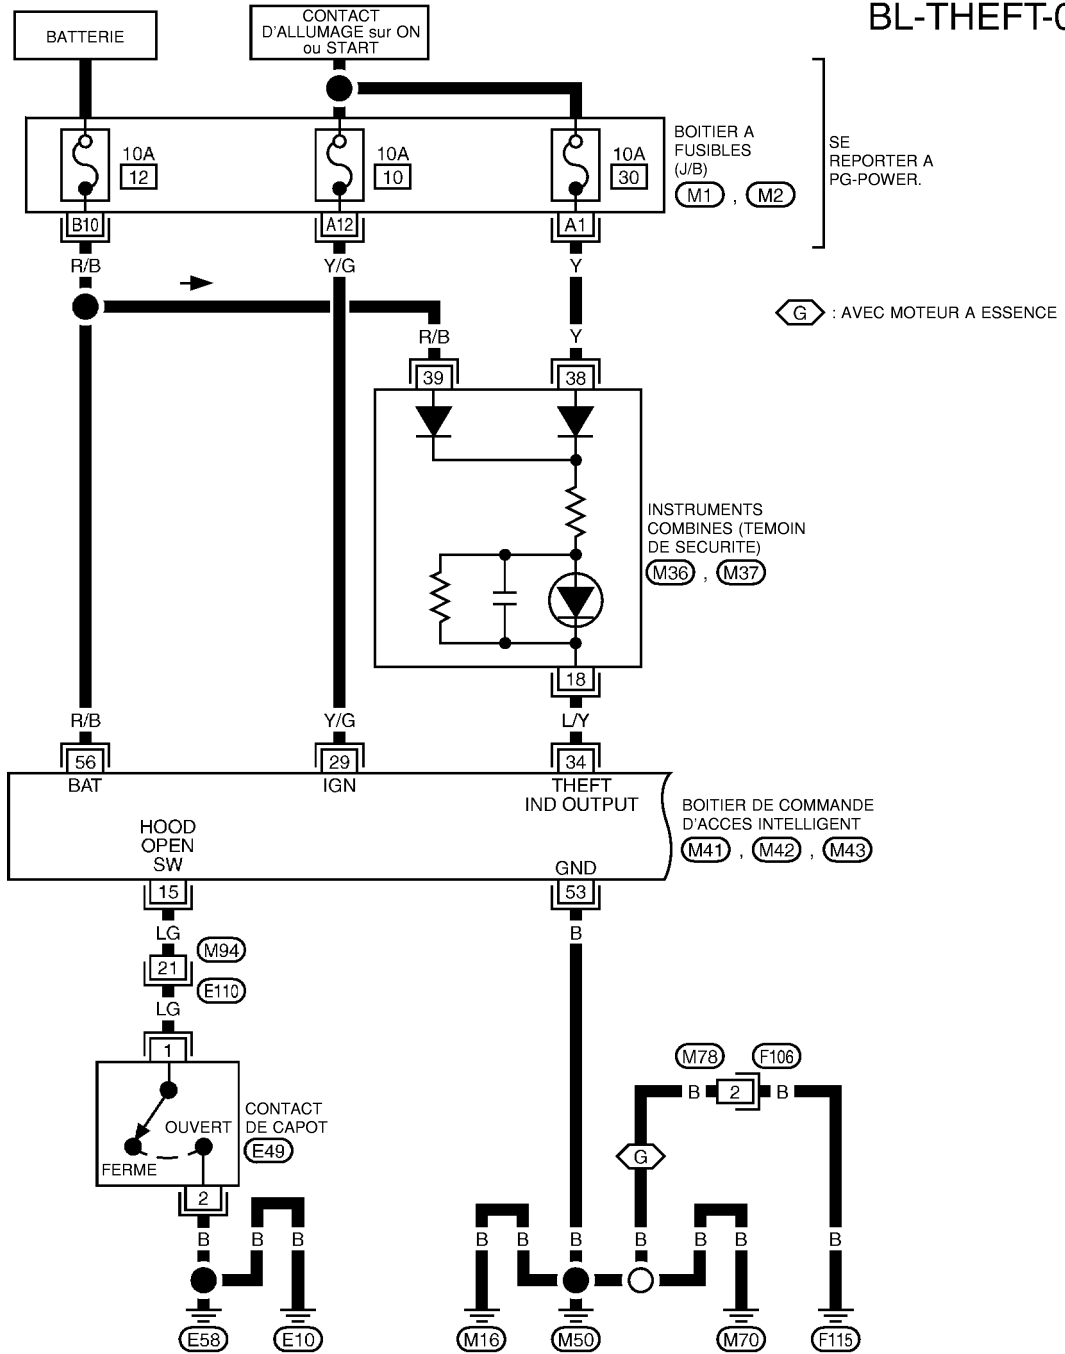 BL-THEFT-0
BATTERIE
CONTACT
D'ALLUMAGE sur ON
ou START
10A
12
10A
10
10A
30
BOITIER A
FUSIBLES
(J/B)
M1 , M2
SE
REPORTER A
PG-POWER.
B10
A12
A1
R/B
Y/G
Y
G : AVEC MOTEUR A ESSENCE
R/B
Y
39
38
INSTRUMENTS
COMBINES (TEMOIN
DE SECURITE)
M36 , M37
18
R/B
Y/G
L/Y
56
29
34
BAT
IGN
THEFT
IND OUTPUT
BOITIER DE COMMANDE
D'ACCES INTELLIGENT
M41 , M42 , M43
HOOD
OPEN
SW
GND
15
53
LG
B
M94
21
E110
LG
1
CONTACT
DE CAPOT
E49
OUVERT
FERME
2
M78
F106
B
2
B
G
B
B
B
B
B
B
B
B
B
B
B
E58
E10
M16
M50
M70
F115